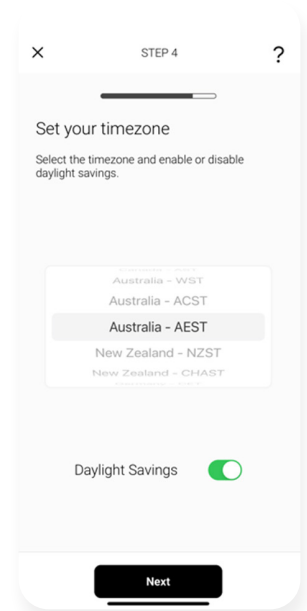 STEP 4
?
Set your timezone
Select the timezone and enable or disable
daylight savings.
Australia - WST
Australia - ACST
Australia - AEST
New Zealand - NZST
New Zealand - CHAST
Daylight Savings
Next